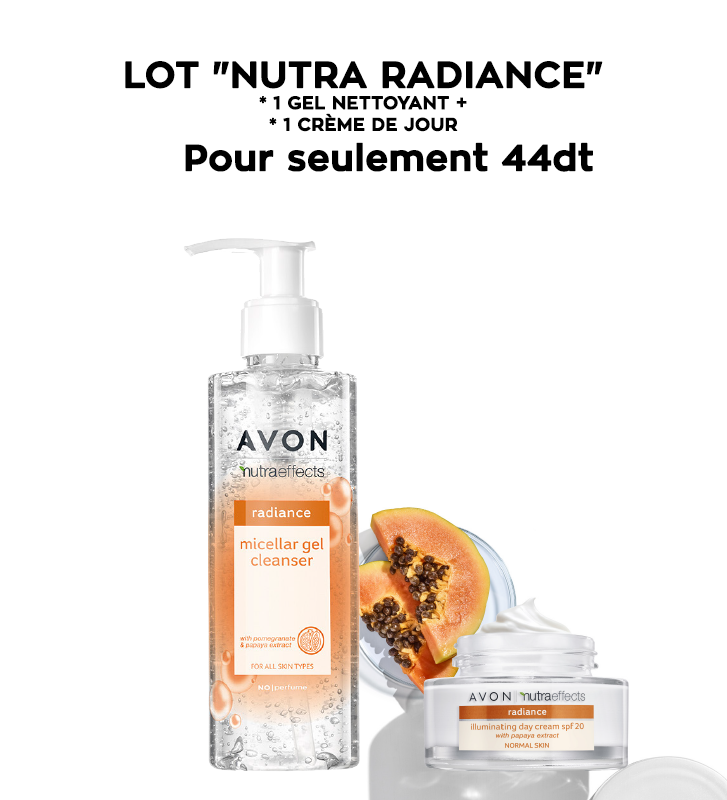 LOT "NUTRA RADIANCE"
* 1 GEL NETTOYANT +
* 1 CRÈME DE JOUR
Pour seulement 44dt
AVON
nutraeffects
radiance
micellar gel
cleanser
with pomegranate
& papaya extract
FOR ALL SKIN TYPES
NO|perfume
AVON nutraeffects
radiance
illuminating day cream spf 20
with papaya extract
NORMAL SKIN